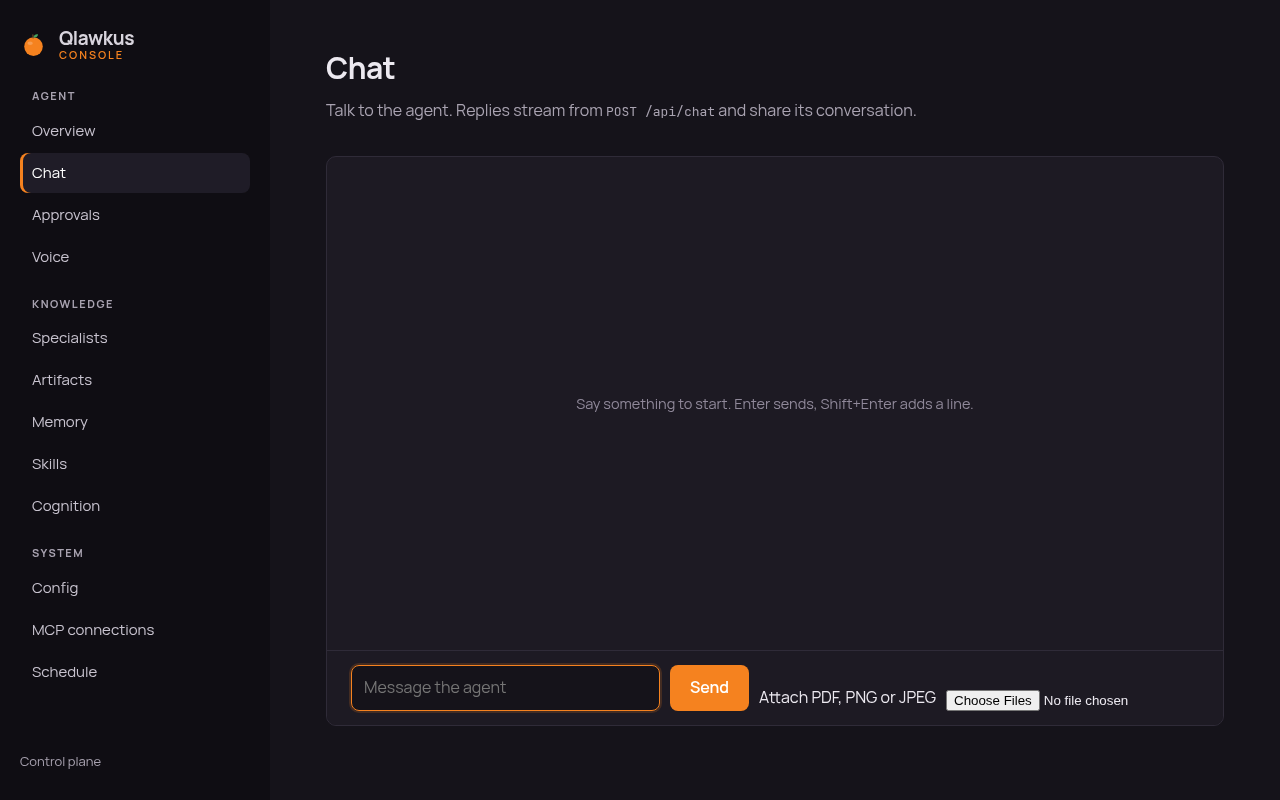 Qlawkus
CONSOLE
AGENT
Overview
Chat
Approvals
Voice
KNOWLEDGE
Specialists
Artifacts
Memory
Skills
Cognition
SYSTEM
Config
MCP connections
Schedule
Control plane
Chat
Talk to the agent. Replies stream from POST /api/chat and share its conversation.
Say something to start. Enter sends, Shift+Enter adds a line.
Message the agent
Send
Attach PDF, PNG or JPEG
Choose Files
No file chosen